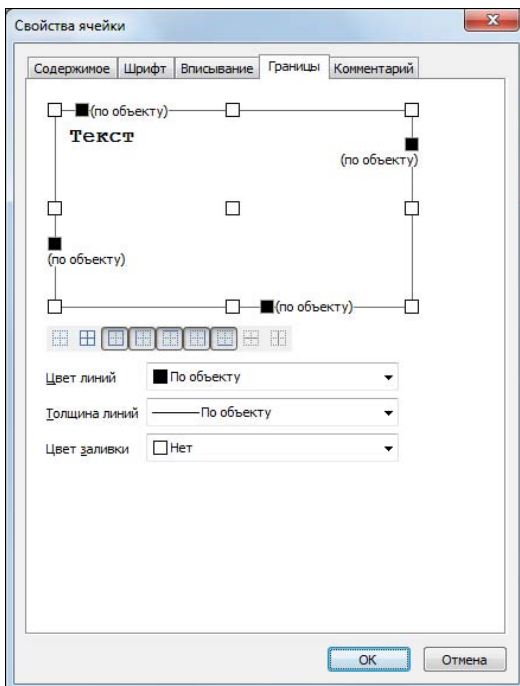 Свойства ячейки
Содержимое Шрифт Вписывание Границы Комментарий
(по объекту)
Текст
(по объекту)
(по объекту)
(по объекту)
Цвет линий По объекту
Толщина линий По объекту
Цвет заливки Нет
OK Отмена